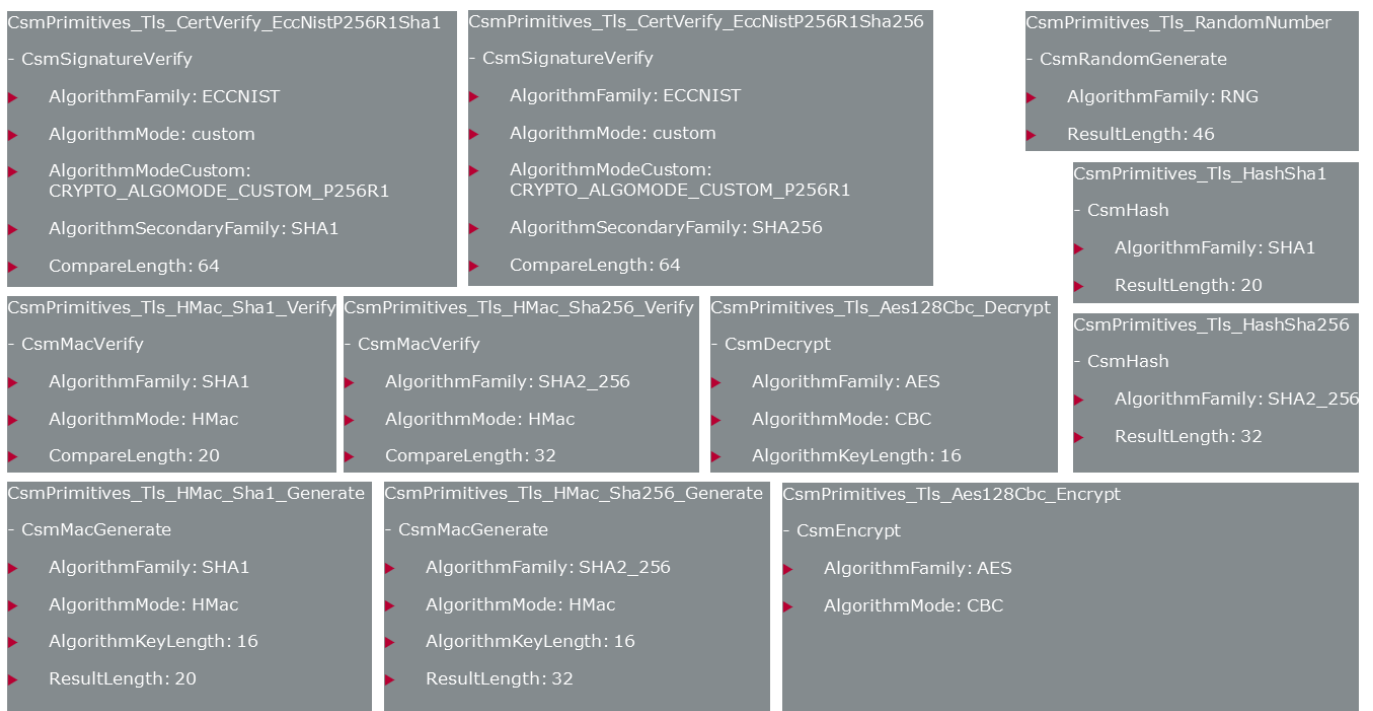 CsmPrimitives_Tls_CertVerify_EccNistP256R1Sha1
- CsmSignatureVerify
AlgorithmFamily: ECCNIST
AlgorithmMode: custom
AlgorithmModeCustom:
CRYPTO_ALGOMODE_CUSTOM_P256R1
AlgorithmSecondaryFamily: SHA1
CompareLength: 64
CsmPrimitives_Tls_CertVerify_EccNistP256R1Sha256
- CsmSignatureVerify
AlgorithmFamily: ECCNIST
AlgorithmMode: custom
AlgorithmModeCustom:
CRYPTO_ALGOMODE_CUSTOM_P256R1
AlgorithmSecondaryFamily: SHA256
CompareLength: 64
CsmPrimitives_Tls_RandomNumber
- CsmRandomGenerate
AlgorithmFamily: RNG
ResultLength: 46
CsmPrimitives_Tls_HashSha1
- CsmHash
AlgorithmFamily: SHA1
ResultLength: 20
CsmPrimitives_Tls_HMac_Sha1_Verify
- CsmMacVerify
AlgorithmFamily: SHA1
AlgorithmMode: HMac
CompareLength: 20
CsmPrimitives_Tls_HMac_Sha256_Verify
- CsmMacVerify
AlgorithmFamily: SHA2_256
AlgorithmMode: HMac
CompareLength: 32
CsmPrimitives_Tls_Aes128Cbc_Decrypt
- CsmDecrypt
AlgorithmFamily: AES
AlgorithmMode: CBC
AlgorithmKeyLength: 16
CsmPrimitives_Tls_HashSha256
- CsmHash
AlgorithmFamily: SHA2_256
ResultLength: 32
CsmPrimitives_Tls_HMac_Sha1_Generate
- CsmMacGenerate
AlgorithmFamily: SHA1
AlgorithmMode: HMac
AlgorithmKeyLength: 16
ResultLength: 20
CsmPrimitives_Tls_HMac_Sha256_Generate
- CsmMacGenerate
AlgorithmFamily: SHA2_256
AlgorithmMode: HMac
AlgorithmKeyLength: 16
ResultLength: 32
CsmPrimitives_Tls_Aes128Cbc_Encrypt
- CsmEncrypt
AlgorithmFamily: AES
AlgorithmMode: CBC